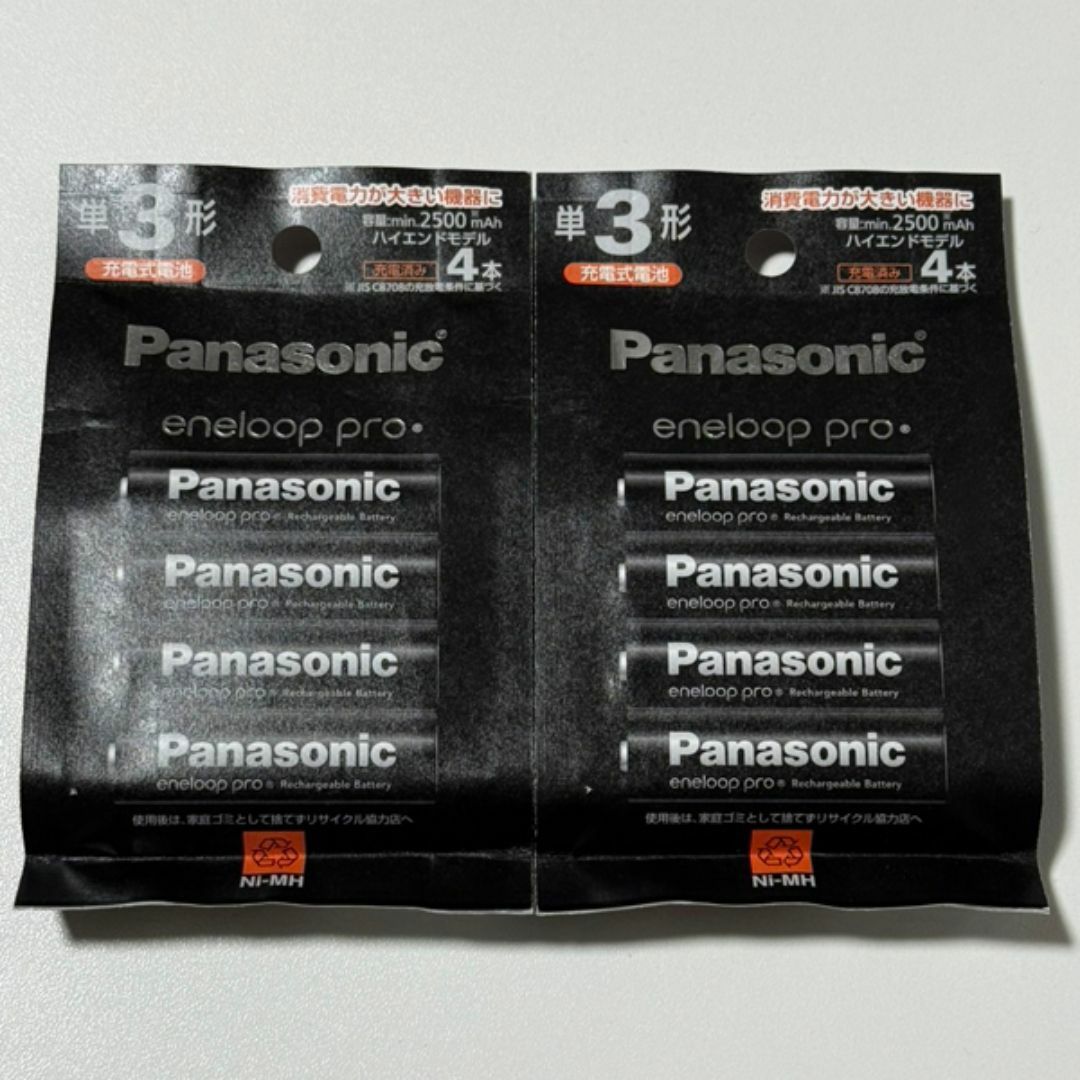 単3形
充電式電池
消費電力が大きい機器に
容量:min.2500※mAh
ハイエンドモデル
充電済み 4本
※ JIS C8708の充放電条件に基づく
Panasonic®
eneloop pro
Panasonic
eneloop pro® Rechargeable Battery
Panasonic
eneloop pro® Rechargeable Battery
Panasonic
eneloop pro® Rechargeable Battery
Panasonic
eneloop pro® Rechargeable Battery
使用後は、家庭ゴミとして捨てずリサイクル協力店へ
Ni-MH
単3形
充電式電池
消費電力が大きい機器に
容量:min.2500※mAh
ハイエンドモデル
充電済み 4本
※ JIS C8708の充放電条件に基づく
Panasonic®
eneloop pro
Panasonic
eneloop pro® Rechargeable Battery
Panasonic
eneloop pro® Rechargeable Battery
Panasonic
eneloop pro® Rechargeable Battery
Panasonic
eneloop pro® Rechargeable Battery
使用後は、家庭ゴミとして捨てずリサイクル協力店へ
Ni-MH